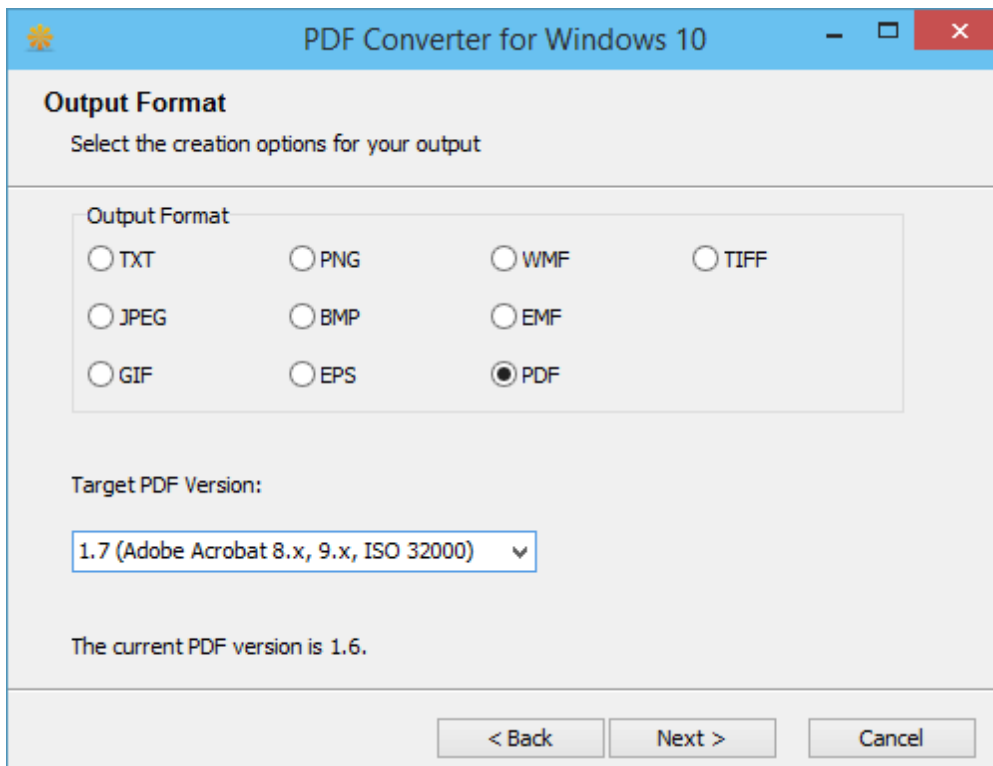 PDF Converter for Windows 10
Output Format
Select the creation options for your output
Output Format
TXT PNG WMF TIFF
JPEG BMP EMF
GIF EPS PDF
Target PDF Version:
1.7 (Adobe Acrobat 8.x, 9.x, ISO 32000)
The current PDF version is 1.6.
< Back Next > Cancel